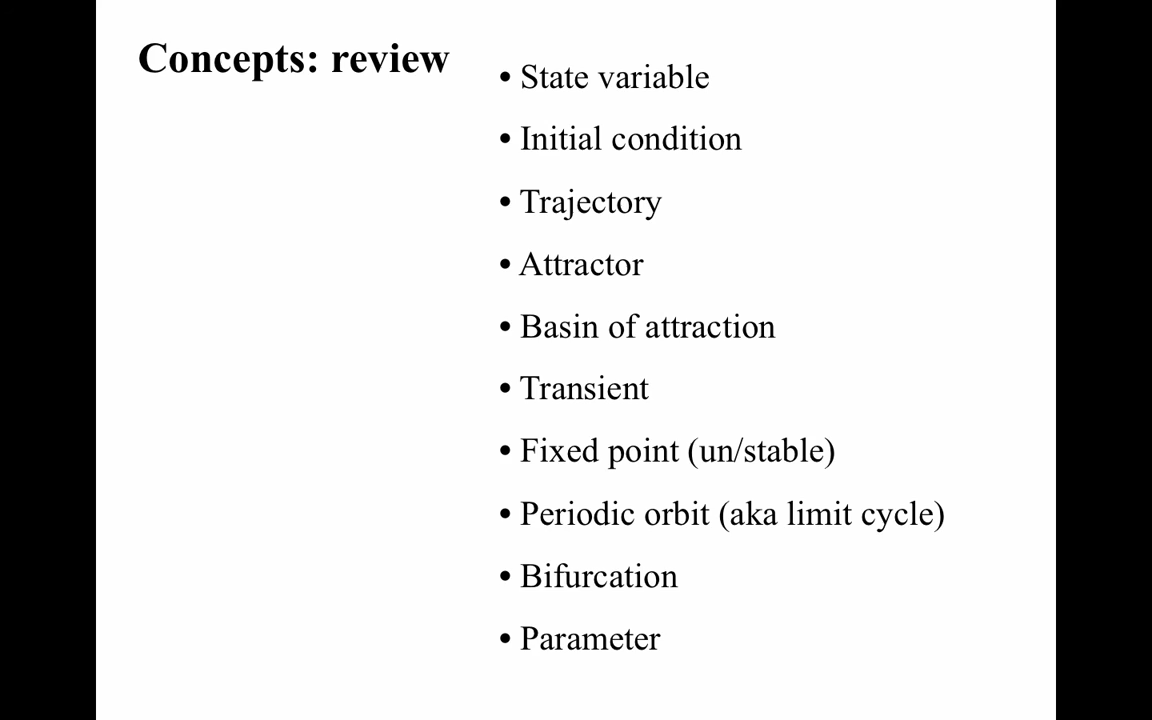 Concepts: review
• State variable
• Initial condition
• Trajectory
• Attractor
• Basin of attraction
• Transient
• Fixed point (un/stable)
• Periodic orbit (aka limit cycle)
• Bifurcation
• Parameter